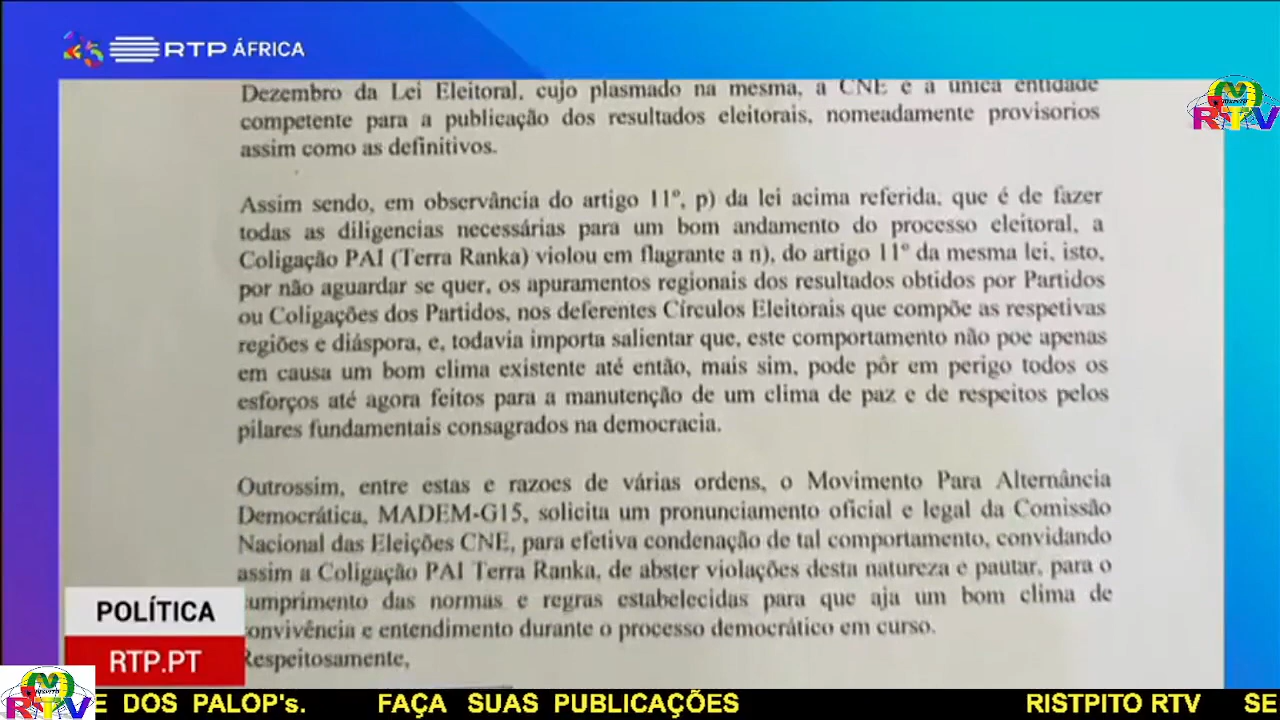 RTP ÁFRICA
Dezembro da Lei Eleitoral, cujo plasmado na mesma, a CNE e a unica entidade
competente para a publicação dos resultados eleitorais, nomeadamente provisorios
assim como as definitivos.
RTV
Assim sendo, em observância do artigo 11º, p) da lei acima referida, que é de fazer
todas as diligencias necessárias para um bom andamento do processo eleitoral, a
Coligação PAI (Terra Ranka) violou em flagrante a n), do artigo 11º da mesma lei, isto,
por não aguardar se quer, os apuramentos regionais dos resultados obtidos por Partidos
ou Coligações dos Partidos, nos deferentes Círculos Eleitorais que compõe as respetivas
regiões e diáspora, e, todavia importa salientar que, este comportamento não poe apenas
em causa um bom clima existente até então, mais sim, pode pôr em perigo todos os
esforços até agora feitos para a manutenção de um clima de paz e de respeitos pelos
pilares fundamentais consagrados na democracia.
Outrossim, entre estas e razoes de várias ordens, o Movimento Para Alternância
Democrática, MADEM-G15, solicita um pronunciamento oficial e legal da Comissão
Nacional das Eleições CNE, para efetiva condenação de tal comportamento, convidando
assim a Coligação PAI Terra Ranka, de abster violações desta natureza e pautar, para o
cumprimento das normas e regras estabelecidas para que aja um bom clima de
convivência e entendimento durante o processo democrático em curso.
Respeitosamente,
POLÍTICA
RTP.PT
RTV
E DOS PALOP's. FAÇA SUAS PUBLICAÇÕES RISTPITO RTV SE